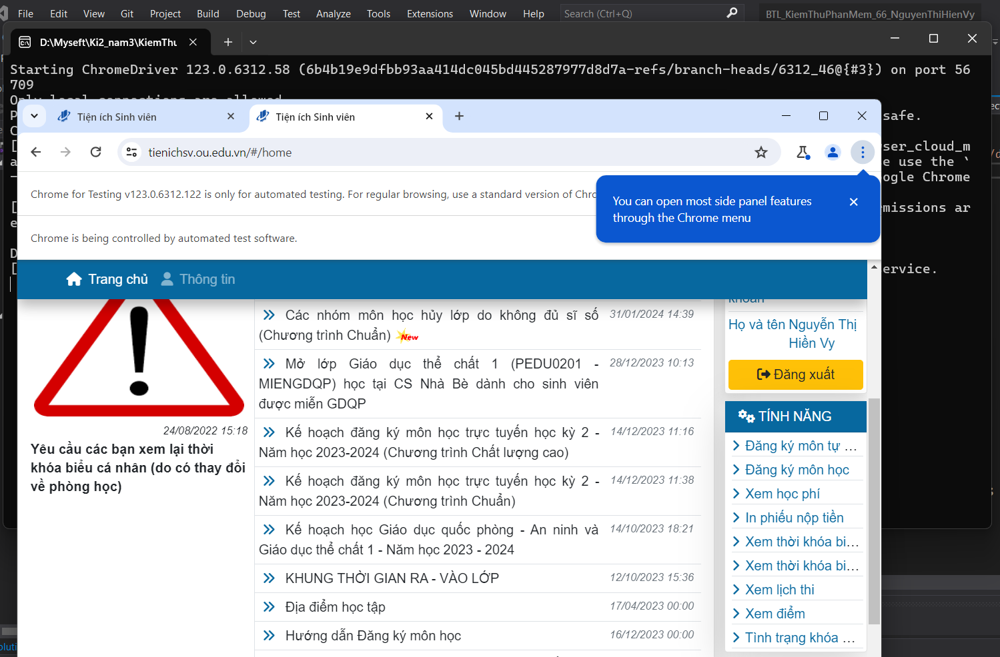 File Edit View Git Project Build Debug Test Analyze Tools Extensions Window Help Search (Ctrl+Q) BTL_KiemThuPhanMem_66_NguyenThiHienVy
D:\Myseft\Ki2_nam3\KiemThu
Starting ChromeDriver 123.0.6312.58 (6b4b19e9dfbb93aa414dc045bd445287977d8d7a-refs/branch-heads/6312_46@{#3}) on port 56
709
Only local connections are allowed
safe.
ser_cloud_m
e use the `
ogle Chrome
missions ar
e
ervice.
Tiện ích Sinh viên
Tiện ích Sinh viên
tienichsv.ou.edu.vn/#/home
Chrome for Testing v123.0.6312.122 is only for automated testing. For regular browsing, use a standard version of Chro
You can open most side panel features
through the Chrome menu
Chrome is being controlled by automated test software.
Trang chủ Thông tin
24/08/2022 15:18
Yêu cầu các bạn xem lại thời
khóa biểu cá nhân (do có thay đổi
về phòng học)
Các nhóm môn học hủy lớp do không đủ sĩ số 31/01/2024 14:39
(Chương trình Chuẩn) New
Mở lớp Giáo dục thể chất 1 (PEDU0201 - 28/12/2023 10:13
MIENGDQP) học tại CS Nhà Bè dành cho sinh viên
được miễn GDQP
Kế hoạch đăng ký môn học trực tuyến học kỳ 2 - 14/12/2023 11:16
Năm học 2023-2024 (Chương trình Chất lượng cao)
Kế hoạch đăng ký môn học trực tuyến học kỳ 2 - 14/12/2023 11:38
Năm học 2023-2024 (Chương trình Chuẩn)
Kế hoạch học Giáo dục quốc phòng - An ninh và 14/10/2023 18:21
Giáo dục thể chất 1 - Năm học 2023 - 2024
KHUNG THỜI GIAN RA - VÀO LỚP 12/10/2023 15:36
Địa điểm học tập 17/04/2023 00:00
Hướng dẫn Đăng ký môn học 16/12/2023 00:00
khoản
Họ và tên Nguyễn Thị
Hiền Vy
Đăng xuất
TÍNH NĂNG
Đăng ký môn tự ...
Đăng ký môn học
Xem học phí
In phiếu nộp tiền
Xem thời khóa bi...
Xem thời khóa bi...
Xem lịch thi
Xem điểm
Tình trạng khóa ...